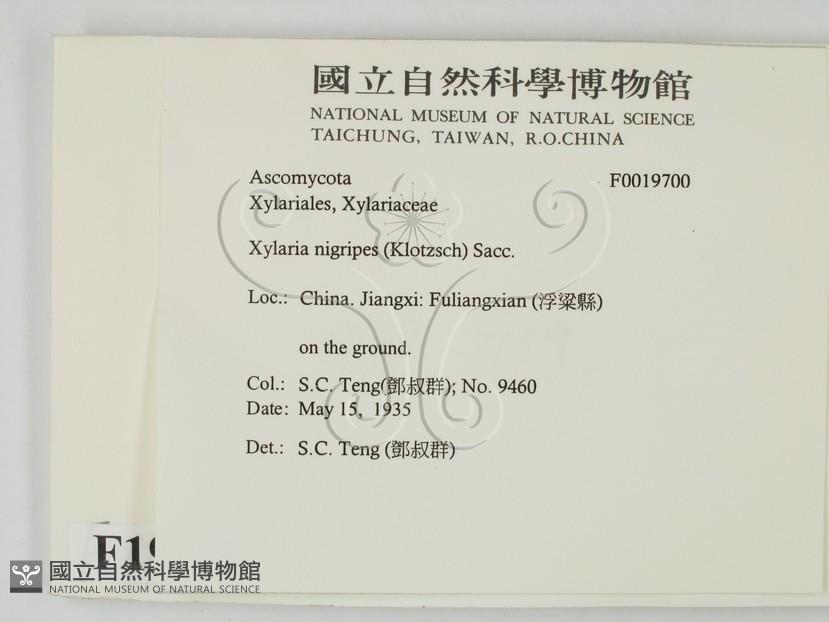 國立自然科學博物館
NATIONAL MUSEUM OF NATURAL SCIENCE
TAICHUNG, TAIWAN, R.O.CHINA
Ascomycota F0019700
Xylariales, Xylariaceae
Xylaria nigripes (Klotzsch) Sacc.
Loc.: China. Jiangxi: Fuliangxian (浮粱縣)
on the ground.
Col.: S.C. Teng(鄧叔群); No. 9460
Date: May 15, 1935
Det.: S.C. Teng (鄧叔群)
國立自然科學博物館
NATIONAL MUSEUM OF NATURAL SCIENCE